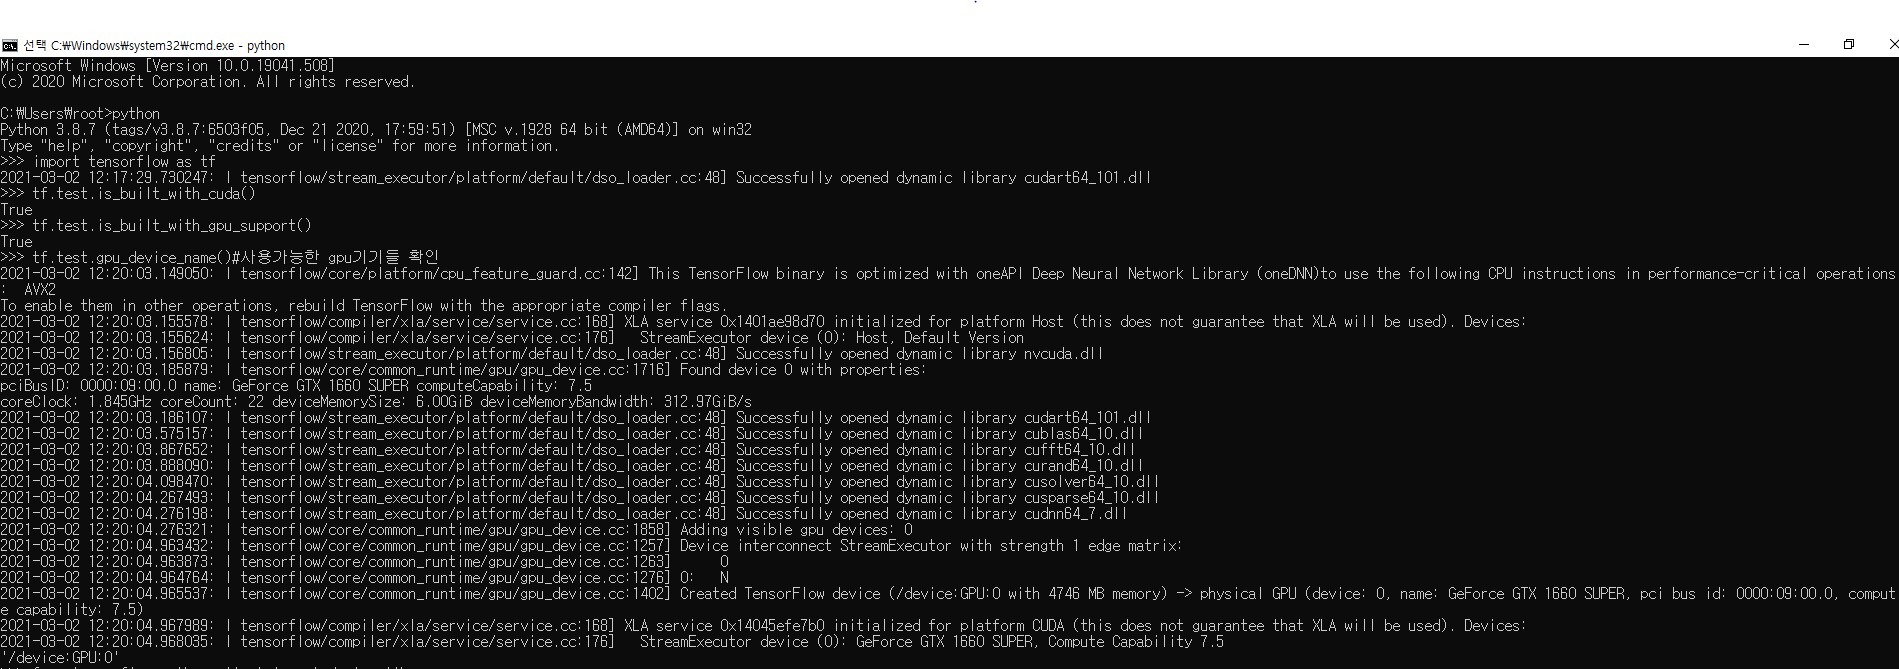 선택 C:₩Windows₩system32₩cmd.exe - python
Microsoft Windows [Version 10.0.19041.508]
(c) 2020 Microsoft Corporation. All rights reserved.
C:₩Users₩root>python
Python 3.8.7 (tags/v3.8.7:6503f05, Dec 21 2020, 17:59:51) [MSC v.1928 64 bit (AMD64)] on win32
Type "help", "copyright", "credits" or "license" for more information.
>>> import tensorflow as tf
2021-03-02 12:17:29.730247: I tensorflow/stream_executor/platform/default/dso_loader.cc:48] Successfully opened dynamic library cudart64_101.dll
>>> tf.test.is_built_with_cuda()
True
>>> tf.test.is_built_with_gpu_support()
True
>>> tf.test.gpu_device_name()#사용가능한 gpu기기들 확인
2021-03-02 12:20:03.149050: I tensorflow/core/platform/cpu_feature_guard.cc:142] This TensorFlow binary is optimized with oneAPI Deep Neural Network Library (oneDNN)to use the following CPU instructions in performance-critical operations
:  AVX2
To enable them in other operations, rebuild TensorFlow with the appropriate compiler flags.
2021-03-02 12:20:03.155578: I tensorflow/compiler/xla/service/service.cc:168] XLA service 0x1401ae98d70 initialized for platform Host (this does not guarantee that XLA will be used). Devices:
2021-03-02 12:20:03.155624: I tensorflow/compiler/xla/service/service.cc:176]   StreamExecutor device (0): Host, Default Version
2021-03-02 12:20:03.156805: I tensorflow/stream_executor/platform/default/dso_loader.cc:48] Successfully opened dynamic library nvcuda.dll
2021-03-02 12:20:03.185879: I tensorflow/core/common_runtime/gpu/gpu_device.cc:1716] Found device 0 with properties:
pciBusID: 0000:09:00.0 name: GeForce GTX 1660 SUPER computeCapability: 7.5
coreClock: 1.845GHz coreCount: 22 deviceMemorySize: 6.00GiB deviceMemoryBandwidth: 312.97GiB/s
2021-03-02 12:20:03.186107: I tensorflow/stream_executor/platform/default/dso_loader.cc:48] Successfully opened dynamic library cudart64_101.dll
2021-03-02 12:20:03.575157: I tensorflow/stream_executor/platform/default/dso_loader.cc:48] Successfully opened dynamic library cublas64_10.dll
2021-03-02 12:20:03.667652: I tensorflow/stream_executor/platform/default/dso_loader.cc:48] Successfully opened dynamic library cufft64_10.dll
2021-03-02 12:20:03.888090: I tensorflow/stream_executor/platform/default/dso_loader.cc:48] Successfully opened dynamic library curand64_10.dll
2021-03-02 12:20:04.098470: I tensorflow/stream_executor/platform/default/dso_loader.cc:48] Successfully opened dynamic library cusolver64_10.dll
2021-03-02 12:20:04.267493: I tensorflow/stream_executor/platform/default/dso_loader.cc:48] Successfully opened dynamic library cusparse64_10.dll
2021-03-02 12:20:04.276198: I tensorflow/stream_executor/platform/default/dso_loader.cc:48] Successfully opened dynamic library cudnn64_7.dll
2021-03-02 12:20:04.276321: I tensorflow/core/common_runtime/gpu/gpu_device.cc:1858] Adding visible gpu devices: 0
2021-03-02 12:20:04.963432: I tensorflow/core/common_runtime/gpu/gpu_device.cc:1257] Device interconnect StreamExecutor with strength 1 edge matrix:
2021-03-02 12:20:04.963873: I tensorflow/core/common_runtime/gpu/gpu_device.cc:1263]      0
2021-03-02 12:20:04.964764: I tensorflow/core/common_runtime/gpu/gpu_device.cc:1276] 0:   N
2021-03-02 12:20:04.965537: I tensorflow/core/common_runtime/gpu/gpu_device.cc:1402] Created TensorFlow device (/device:GPU:0 with 4746 MB memory) -> physical GPU (device: 0, name: GeForce GTX 1660 SUPER, pci bus id: 0000:09:00.0, comput
e capability: 7.5)
2021-03-02 12:20:04.967989: I tensorflow/compiler/xla/service/service.cc:168] XLA service 0x14045efe7b0 initialized for platform CUDA (this does not guarantee that XLA will be used). Devices:
2021-03-02 12:20:04.968035: I tensorflow/compiler/xla/service/service.cc:176]   StreamExecutor device (0): GeForce GTX 1660 SUPER, Compute Capability 7.5
'/device:GPU:0'